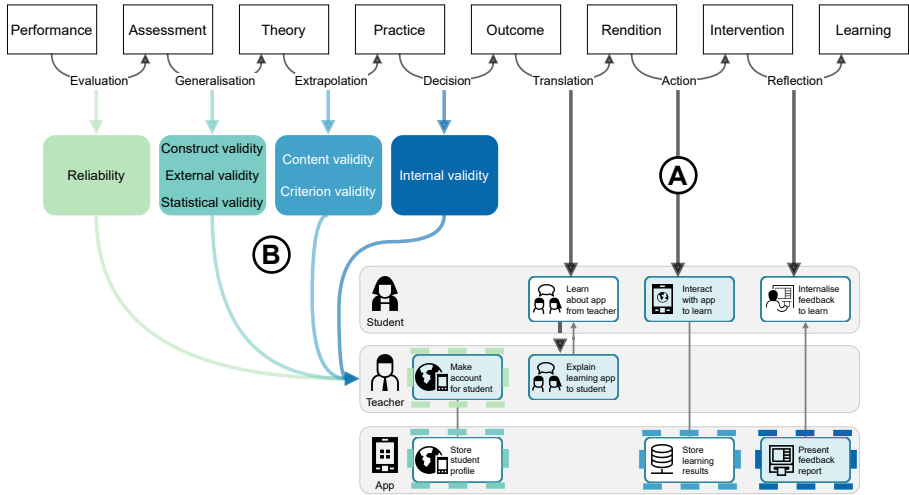 Performance
Assessment
Theory
Practice
Outcome
Rendition
Intervention
Learning
Evaluation
Generalisation
Extrapolation
Decision
Translation
Action
Reflection
Reliability
Construct validity
External validity
Statistical validity
Content validity
Criterion validity
Internal validity
A
B
Student
Learn
about app
from teacher
Interact
with app
to learn
Internalise
feedback
to learn
Teacher
Make
account
for student
Explain
learning app
to student
App
Store
student
profile
Store
learning
results
Present
feedback
report